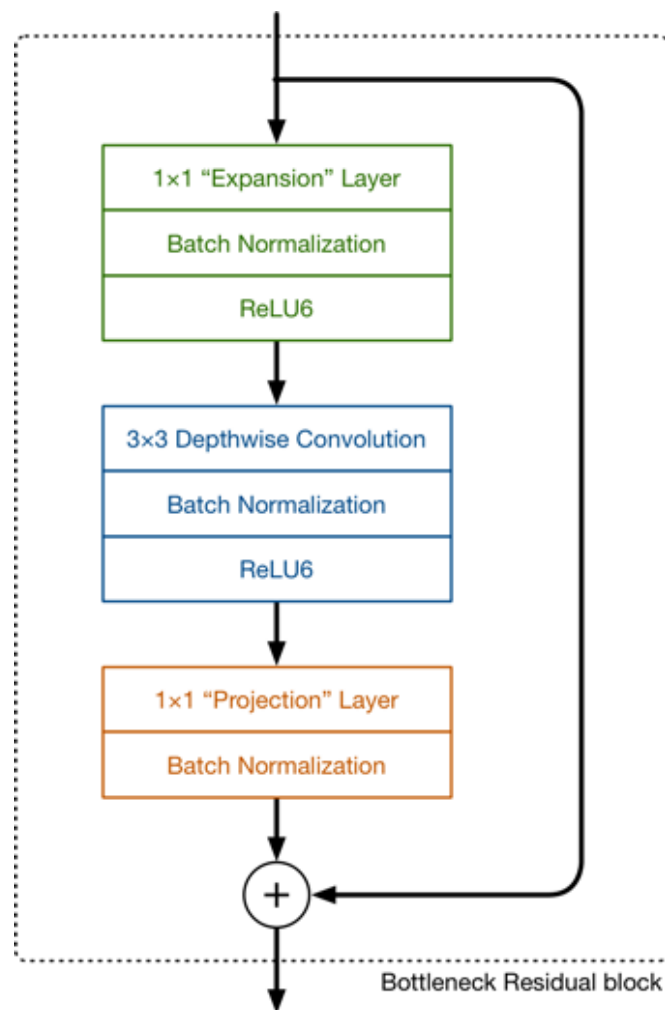 1×1 “Expansion” Layer
Batch Normalization
ReLU6
3×3 Depthwise Convolution
Batch Normalization
ReLU6
1×1 “Projection” Layer
Batch Normalization
+
Bottleneck Residual block